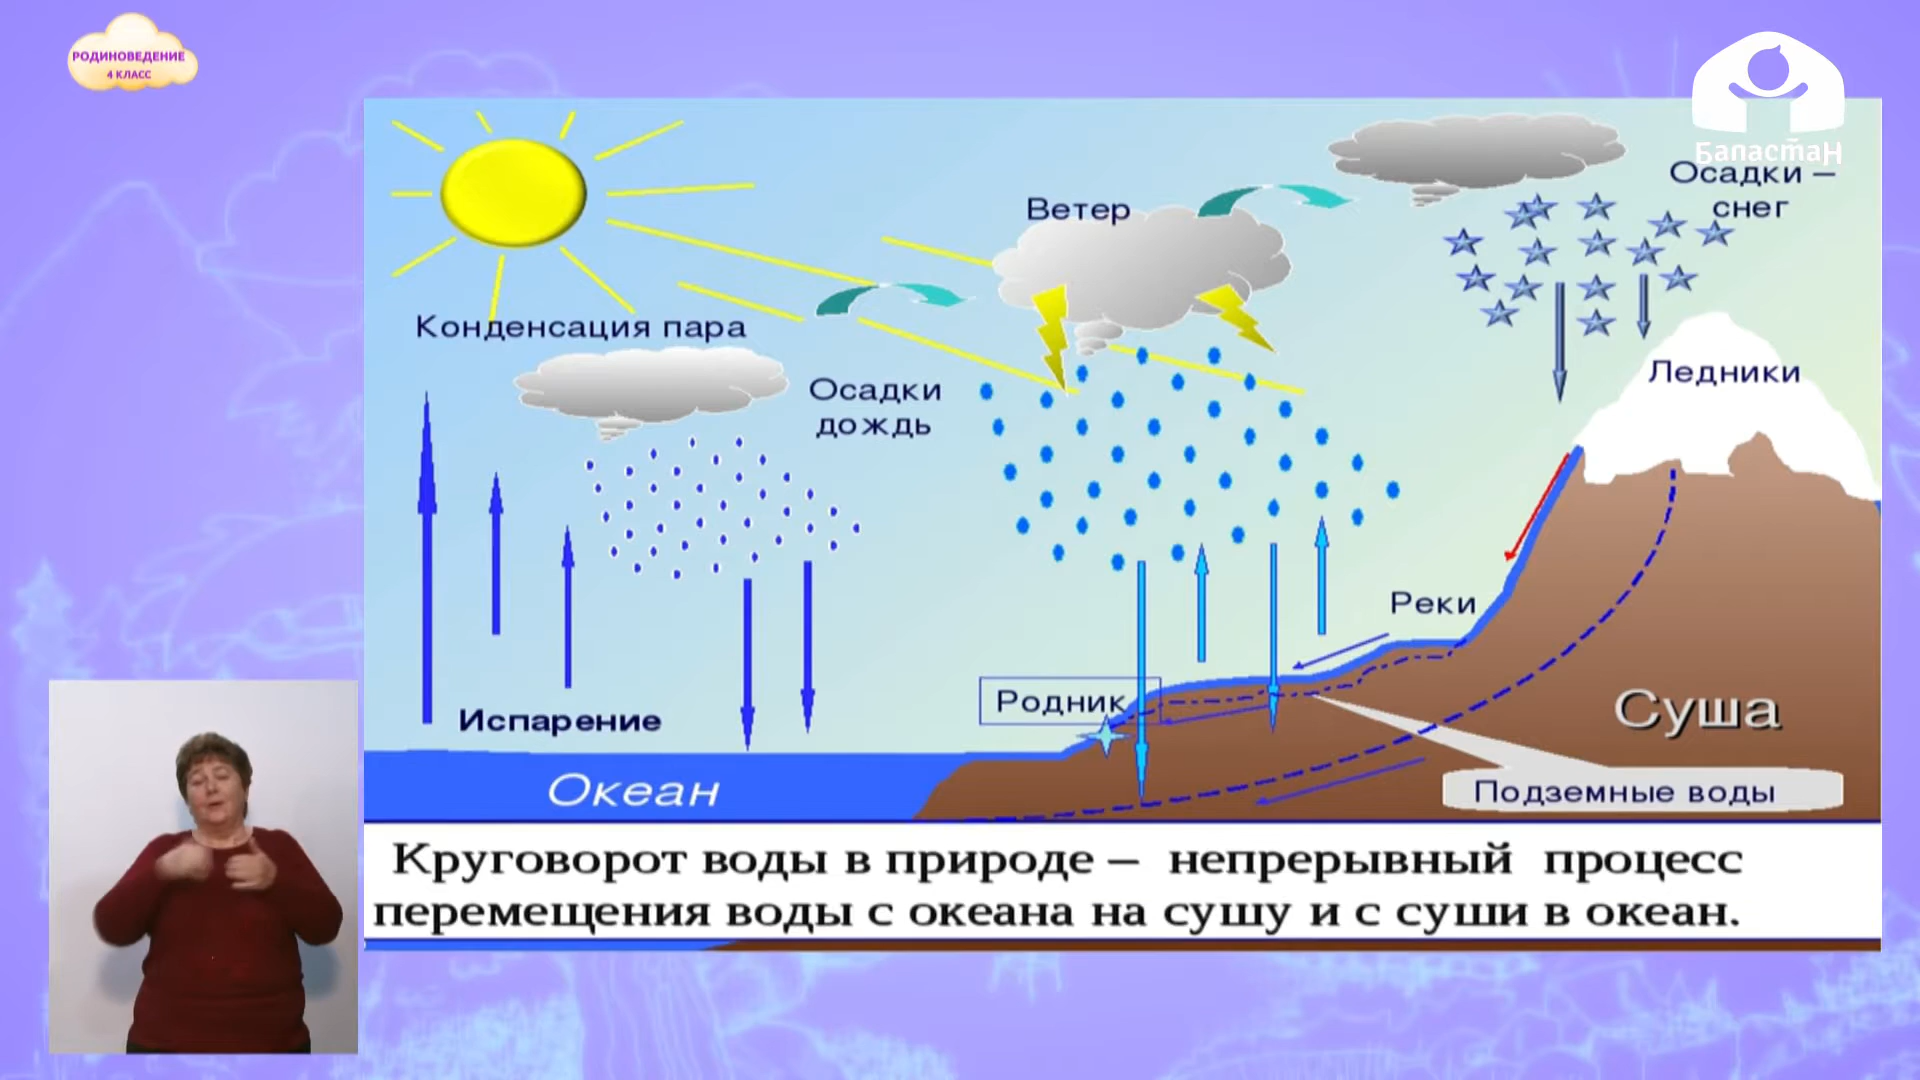 РОДИНОВЕДЕНИЕ
4 КЛАСС
Баластан
Осадки –
снег
Ветер
Конденсация пара
Осадки
дождь
Ледники
Реки
Родник
Испарение
Суша
Океан
Подземные воды
Круговорот воды в природе – непрерывный процесс
перемещения воды с океана на сушу и с суши в океан.